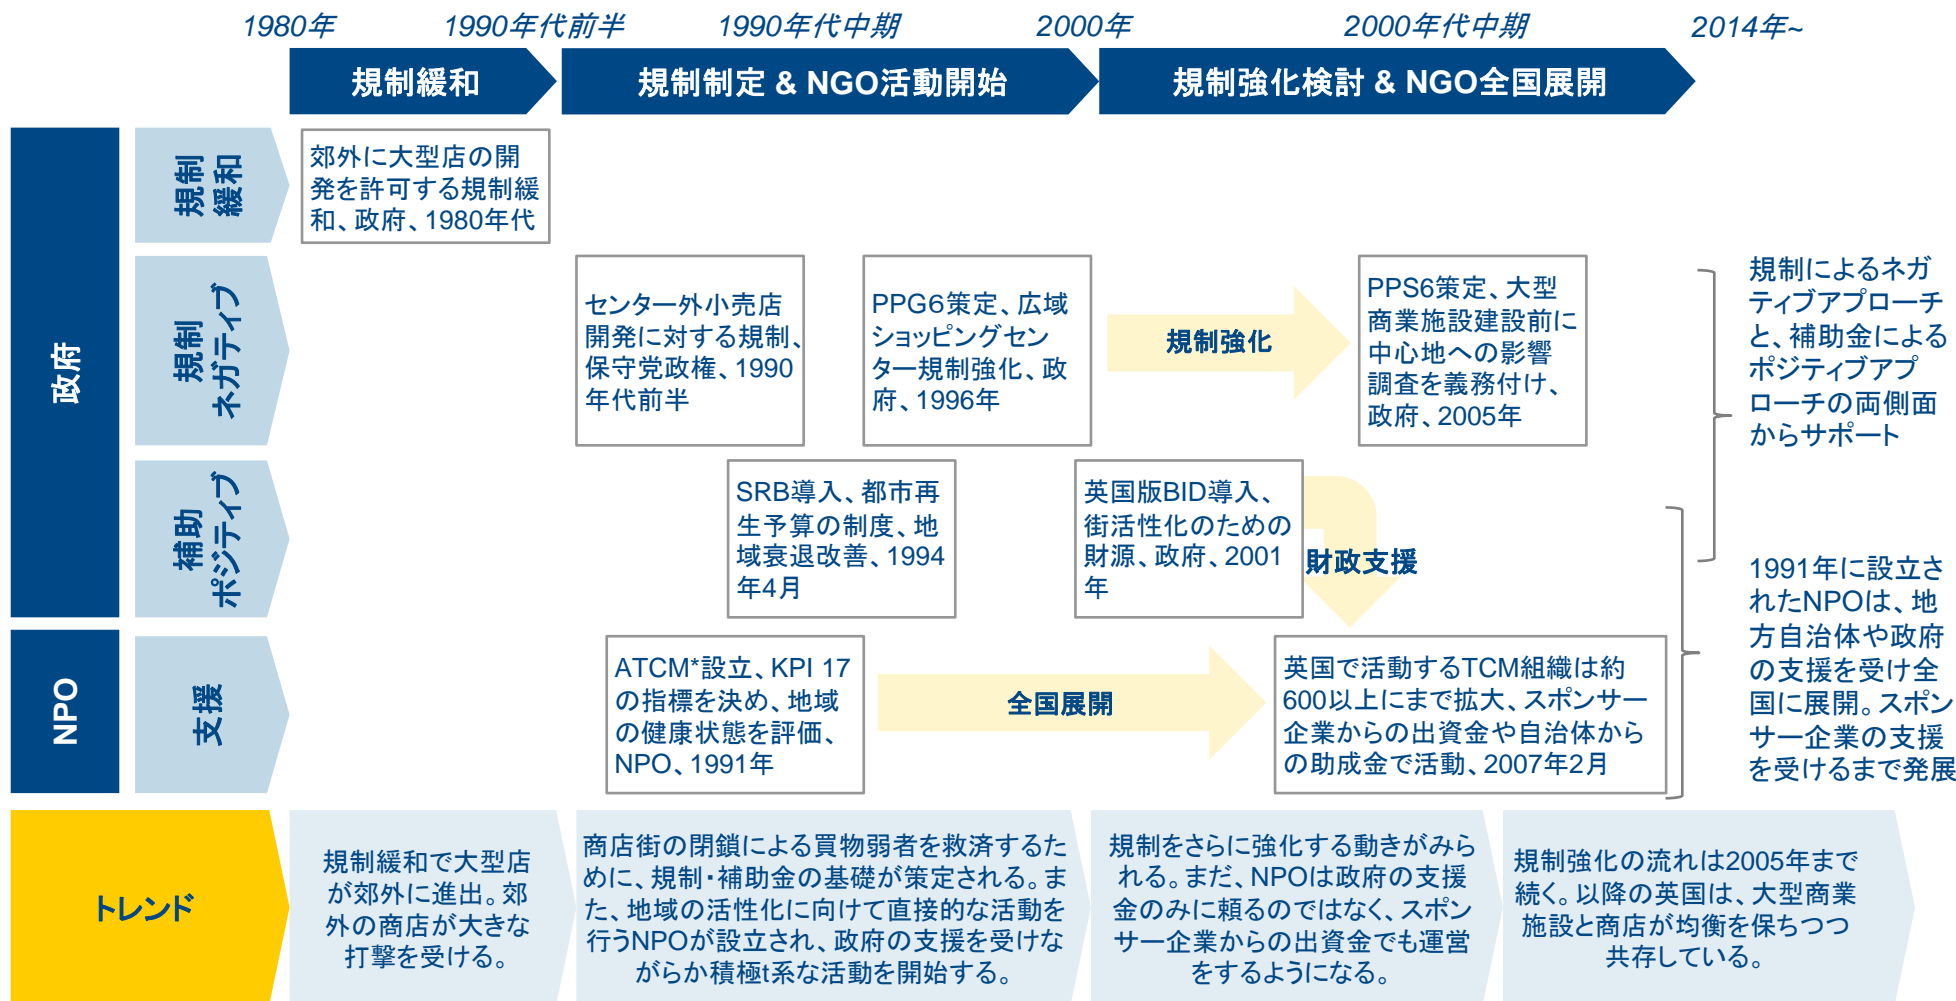 1980年
1990年代前半
1990年代中期
2000年
2000年代中期
2014年~
規制緩和
規制制定 & NGO活動開始
規制強化検討 & NGO全国展開
政府
規制
緩和
郊外に大型店の開
発を許可する規制緩
和、政府、1980年代
規制
ネガティブ
センター外小売店
開発に対する規制、
保守党政権、1990
年代前半
PPG６策定、広域
ショッピングセン
ター規制強化、政
府、1996年
規制強化
PPS6策定、大型
商業施設建設前に
中心地への影響
調査を義務付け、
政府、2005年
規制によるネガ
ティブアプローチ
と、補助金による
ポジティブアプ
ローチの両側面
からサポート
補助
ポジティブ
SRB導入、都市再
生予算の制度、地
域衰退改善、1994
年4月
英国版BID導入、
街活性化のための
財源、政府、2001
年
財政支援
NPO
支援
ATCM*設立、KPI 17
の指標を決め、地域
の健康状態を評価、
NPO、1991年
全国展開
英国で活動するTCM組織は約
600以上にまで拡大、スポンサー
企業からの出資金や自治体から
の助成金で活動、2007年2月
1991年に設立さ
れたNPOは、地
方自治体や政府
の支援を受け全
国に展開。スポン
サー企業の支援
を受けるまで発展
トレンド
規制緩和で大型店
が郊外に進出。郊
外の商店が大きな
打撃を受ける。
商店街の閉鎖による買物弱者を救済するた
めに、規制・補助金の基礎が策定される。ま
た、地域の活性化に向けて直接的な活動を
行うNPOが設立され、政府の支援を受けな
がらか積極t系な活動を開始する。
規制をさらに強化する動きがみら
れる。まだ、NPOは政府の支援
金のみに頼るのではなく、スポン
サー企業からの出資金でも運営
をするようになる。
規制強化の流れは2005年まで
続く。以降の英国は、大型商業
施設と商店が均衡を保ちつつ
共存している。